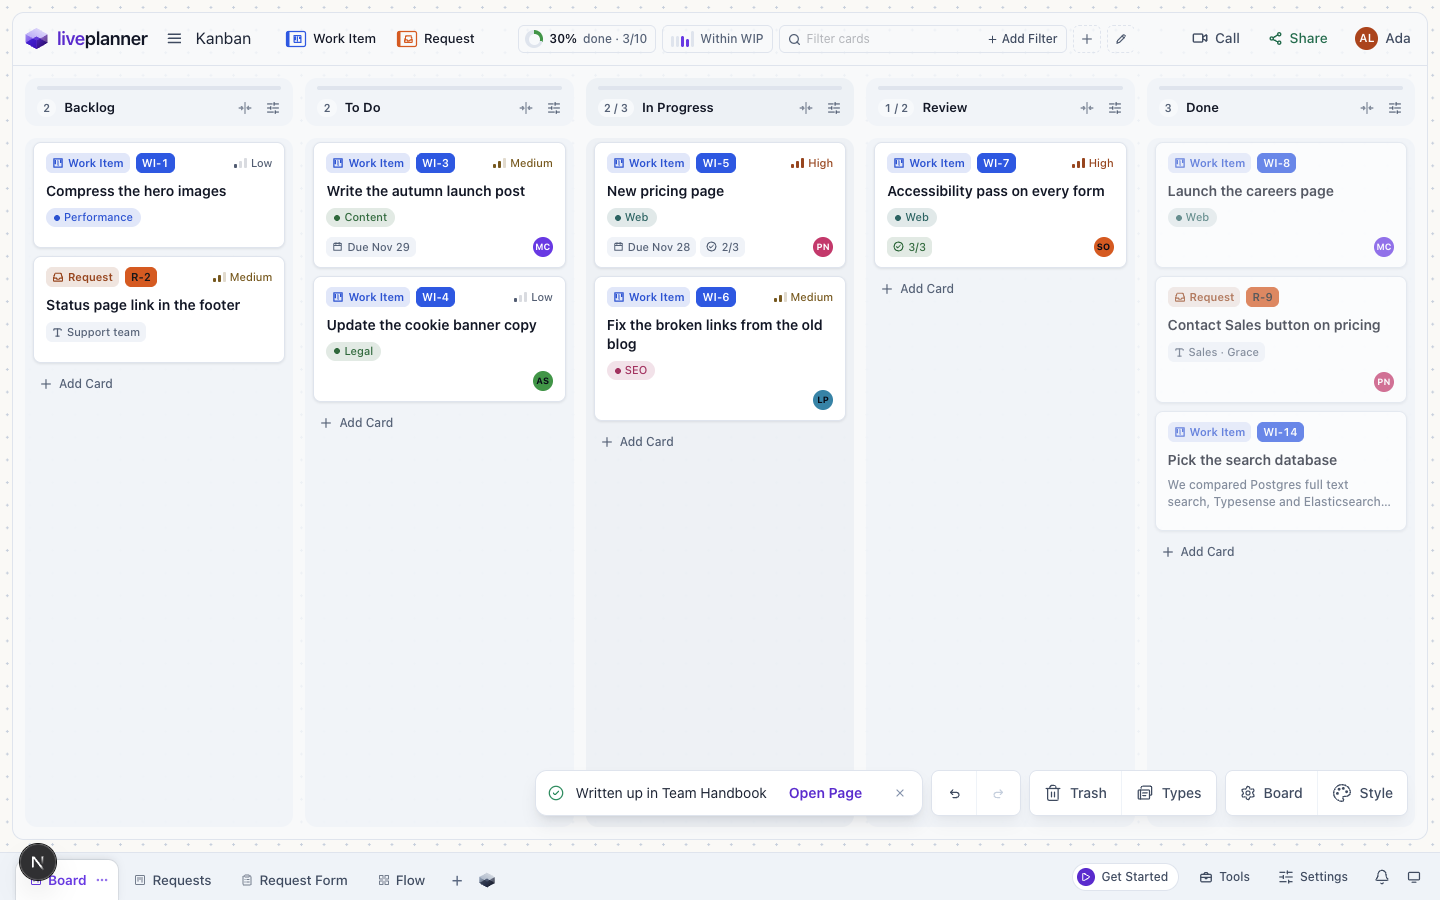 liveplanner
Kanban
Work Item
Request
30% done · 3/10
Within WIP
Filter cards
+ Add Filter
Call
Share
AL Ada
2 Backlog
Work Item WI-1 Low
Compress the hero images
Performance
Request R-2 Medium
Status page link in the footer
Support team
+ Add Card
2 To Do
Work Item WI-3 Medium
Write the autumn launch post
Content
Due Nov 29 MC
Work Item WI-4 Low
Update the cookie banner copy
Legal
AS
+ Add Card
2 / 3 In Progress
Work Item WI-5 High
New pricing page
Web
Due Nov 28 2/3 PN
Work Item WI-6 Medium
Fix the broken links from the old
blog
SEO
LP
+ Add Card
1 / 2 Review
Work Item WI-7 High
Accessibility pass on every form
Web
3/3 SO
+ Add Card
3 Done
Work Item WI-8
Launch the careers page
Web
MC
Request R-9
Contact Sales button on pricing
Sales · Grace
PN
Work Item WI-14
Pick the search database
We compared Postgres full text
search, Typesense and Elasticsearch...
+ Add Card
Written up in Team Handbook Open Page
Trash
Types
Board
Style
N
Board
Requests
Request Form
Flow
Get Started
Tools
Settings